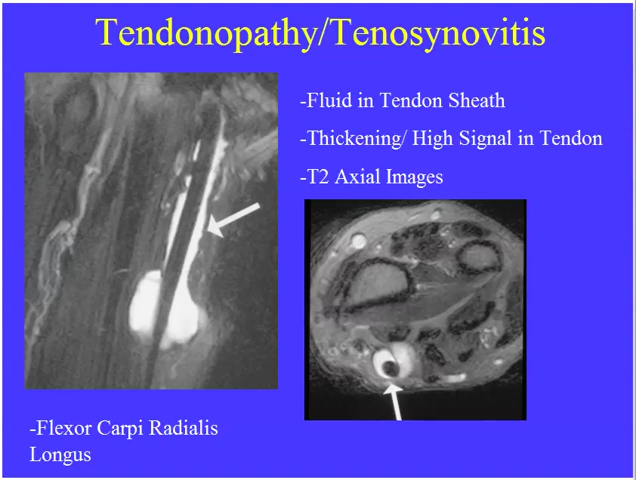 Tendonopathy/Tenosynovitis
-Fluid in Tendon Sheath
-Thickening/ High Signal in Tendon
-T2 Axial Images
-Flexor Carpi Radialis
Longus